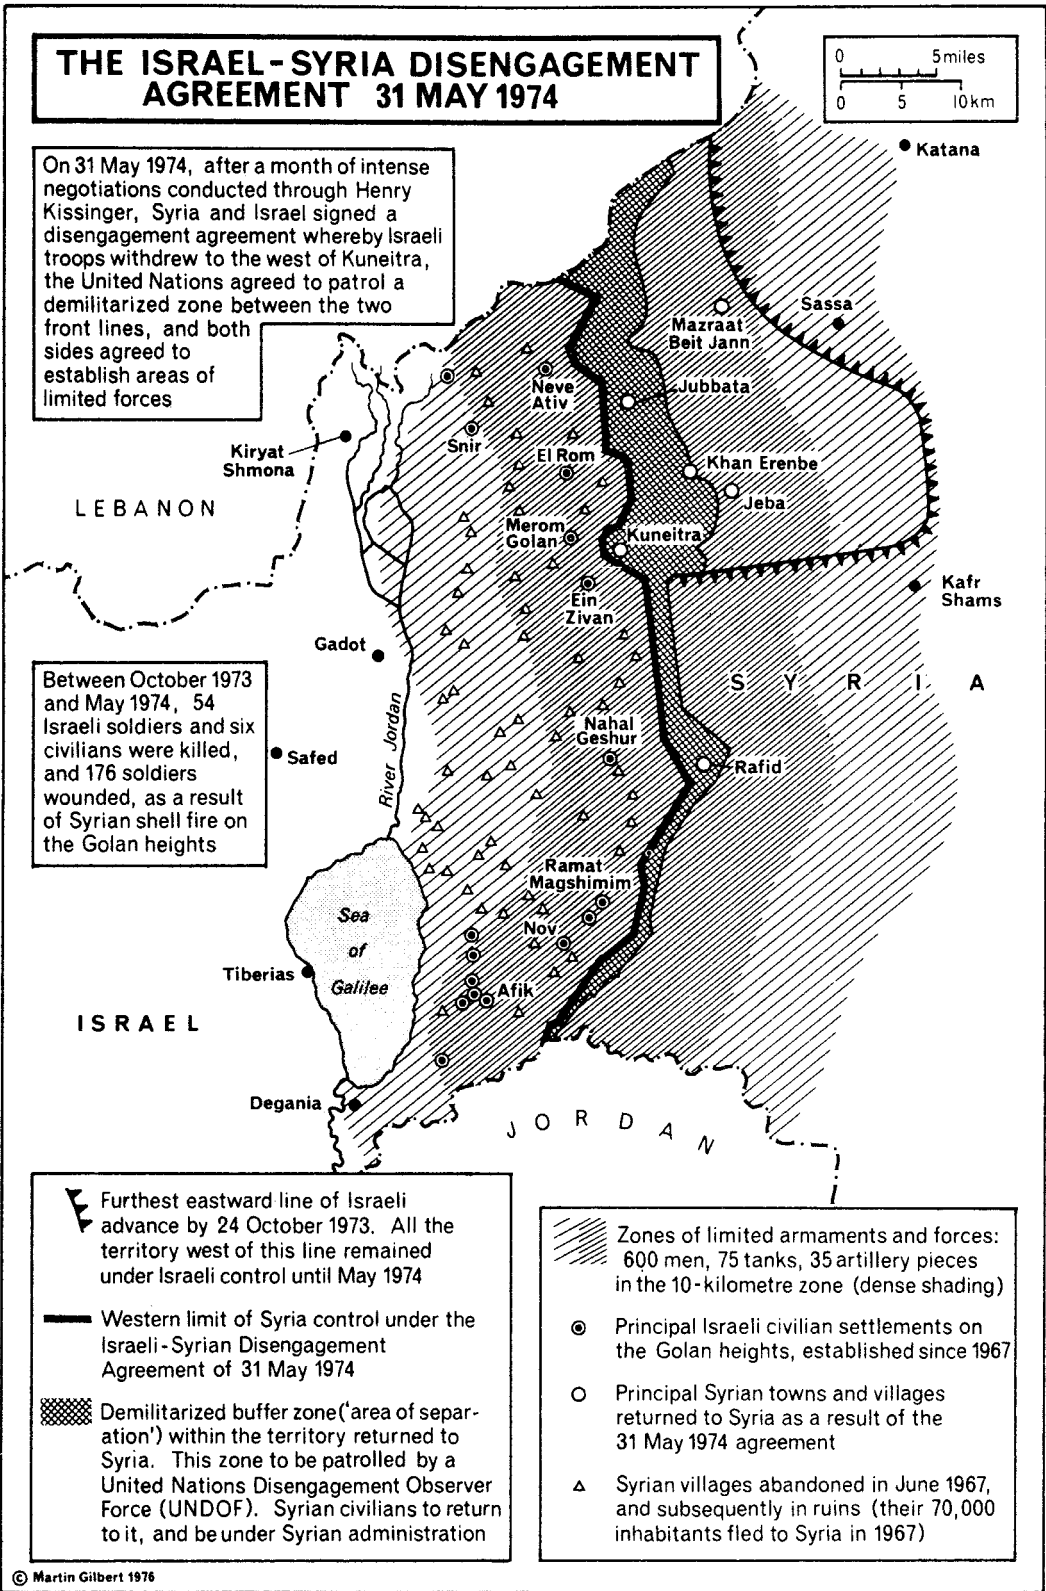 THE ISRAEL-SYRIA DISENGAGEMENT
AGREEMENT 31 MAY 1974
0 5 miles
0 5 10 km
Katana
On 31 May 1974, after a month of intense
negotiations conducted through Henry
Kissinger, Syria and Israel signed a
disengagement agreement whereby Israeli
troops withdrew to the west of Kuneitra,
the United Nations agreed to patrol a
demilitarized zone between the two
front lines, and both
sides agreed to
establish areas of
limited forces
Sassa
Mazraat
Beit Jann
Neve
Ativ
Jubbata
Kiryat
Shmona
Snir
El Rom
Khan Erenbe
Jeba
LEBANON
Merom
Golan
Kuneitra
Kafr
Shams
Ein
Zivan
Gadot
SYRIA
Between October 1973
and May 1974, 54
Israeli soldiers and six
civilians were killed,
and 176 soldiers
wounded, as a result
of Syrian shell fire on
the Golan heights
River Jordan
Safed
Nahal
Geshur
Rafid
Ramat
Magshimim
Sea
of
Galilee
Nov
Tiberias
Afik
ISRAEL
Degania
JORDAN
Furthest eastward line of Israeli
advance by 24 October 1973. All the
territory west of this line remained
under Israeli control until May 1974
Western limit of Syria control under the
Israeli-Syrian Disengagement
Agreement of 31 May 1974
Demilitarized buffer zone ('area of separ-
ation') within the territory returned to
Syria. This zone to be patrolled by a
United Nations Disengagement Observer
Force (UNDOF). Syrian civilians to return
to it, and be under Syrian administration
Zones of limited armaments and forces:
600 men, 75 tanks, 35 artillery pieces
in the 10-kilometre zone (dense shading)
Principal Israeli civilian settlements on
the Golan heights, established since 1967
Principal Syrian towns and villages
returned to Syria as a result of the
31 May 1974 agreement
Syrian villages abandoned in June 1967,
and subsequently in ruins (their 70,000
inhabitants fled to Syria in 1967)
© Martin Gilbert 1976